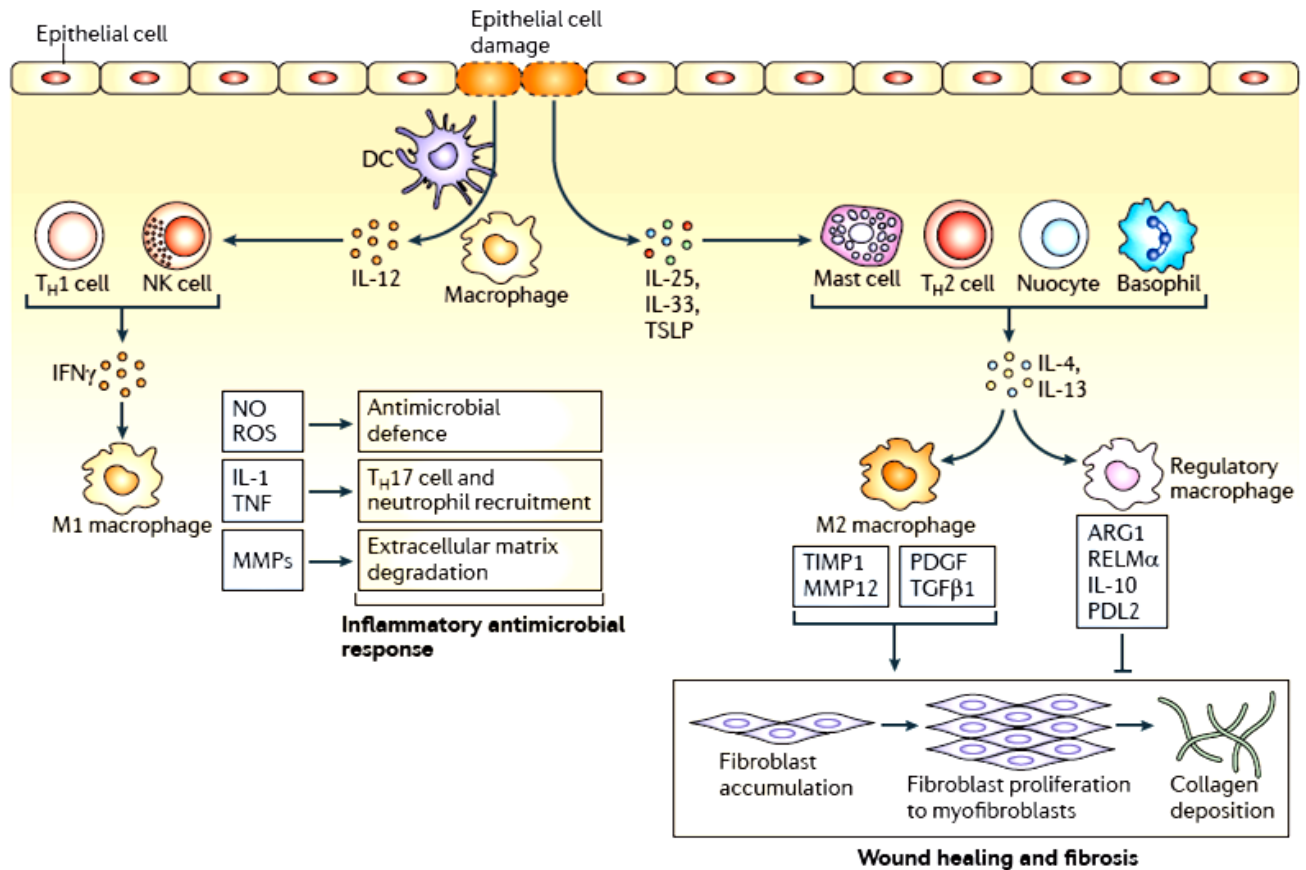 Epithelial cell
Epithelial cell
damage
DC
T_H1 cell
NK cell
IL-12
Macrophage
IL-25,
IL-33,
TSLP
Mast cell
T_H2 cell
Nuocyte
Basophil
IFNγ
IL-4,
IL-13
M1 macrophage
NO
ROS
Antimicrobial
defence
IL-1
TNF
T_H17 cell and
neutrophil recruitment
MMPs
Extracellular matrix
degradation
Inflammatory antimicrobial
response
M2 macrophage
Regulatory
macrophage
TIMP1
MMP12
PDGF
TGFβ1
ARG1
RELMα
IL-10
PDL2
Fibroblast
accumulation
Fibroblast proliferation
to myofibroblasts
Collagen
deposition
Wound healing and fibrosis